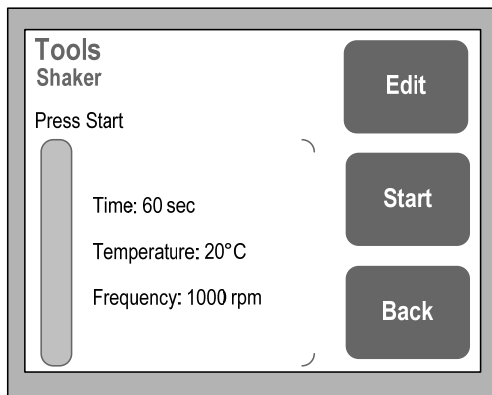 Tools
Shaker
Press Start
Time: 60 sec
Temperature: 20°C
Frequency: 1000 rpm
Edit
Start
Back